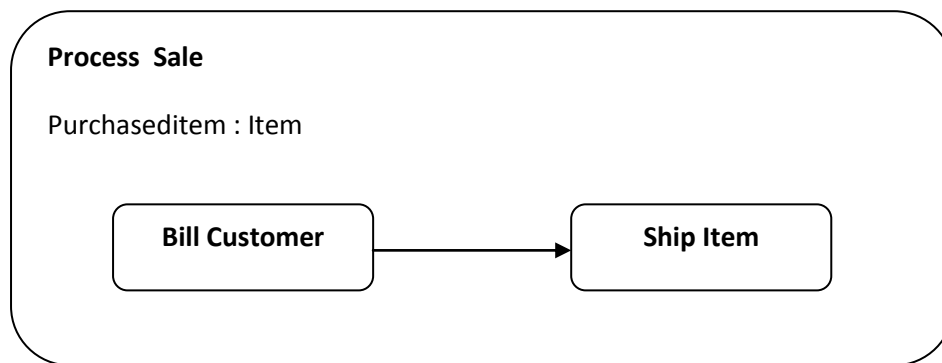 Process Sale
Purchaseditem : Item
Bill Customer
Ship Item